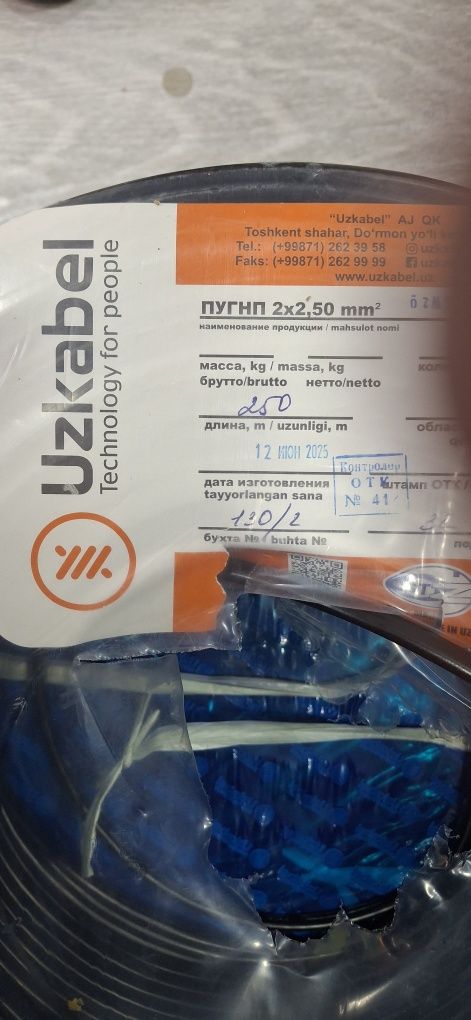 Uzkabel
Technology for people
"Uzkabel" AJ QK
Toshkent shahar, Do'rmon yo'li
Tel.: (+99871) 262 39 58
Faks: (+99871) 262 99 99
www.uzkabel.uz
ПУГНП 2x2,50 mm²
наименование продукции / mahsulot nomi
масса, kg / massa, kg
брутто/brutto нетто/netto
250
длина, m / uzunligi, m
12 ИЮН 2025
дата изготовления
tayyorlangan sana
Контролер
ОТК
№ 41
штамп ОТК /
130/2
бухта № / buhta №